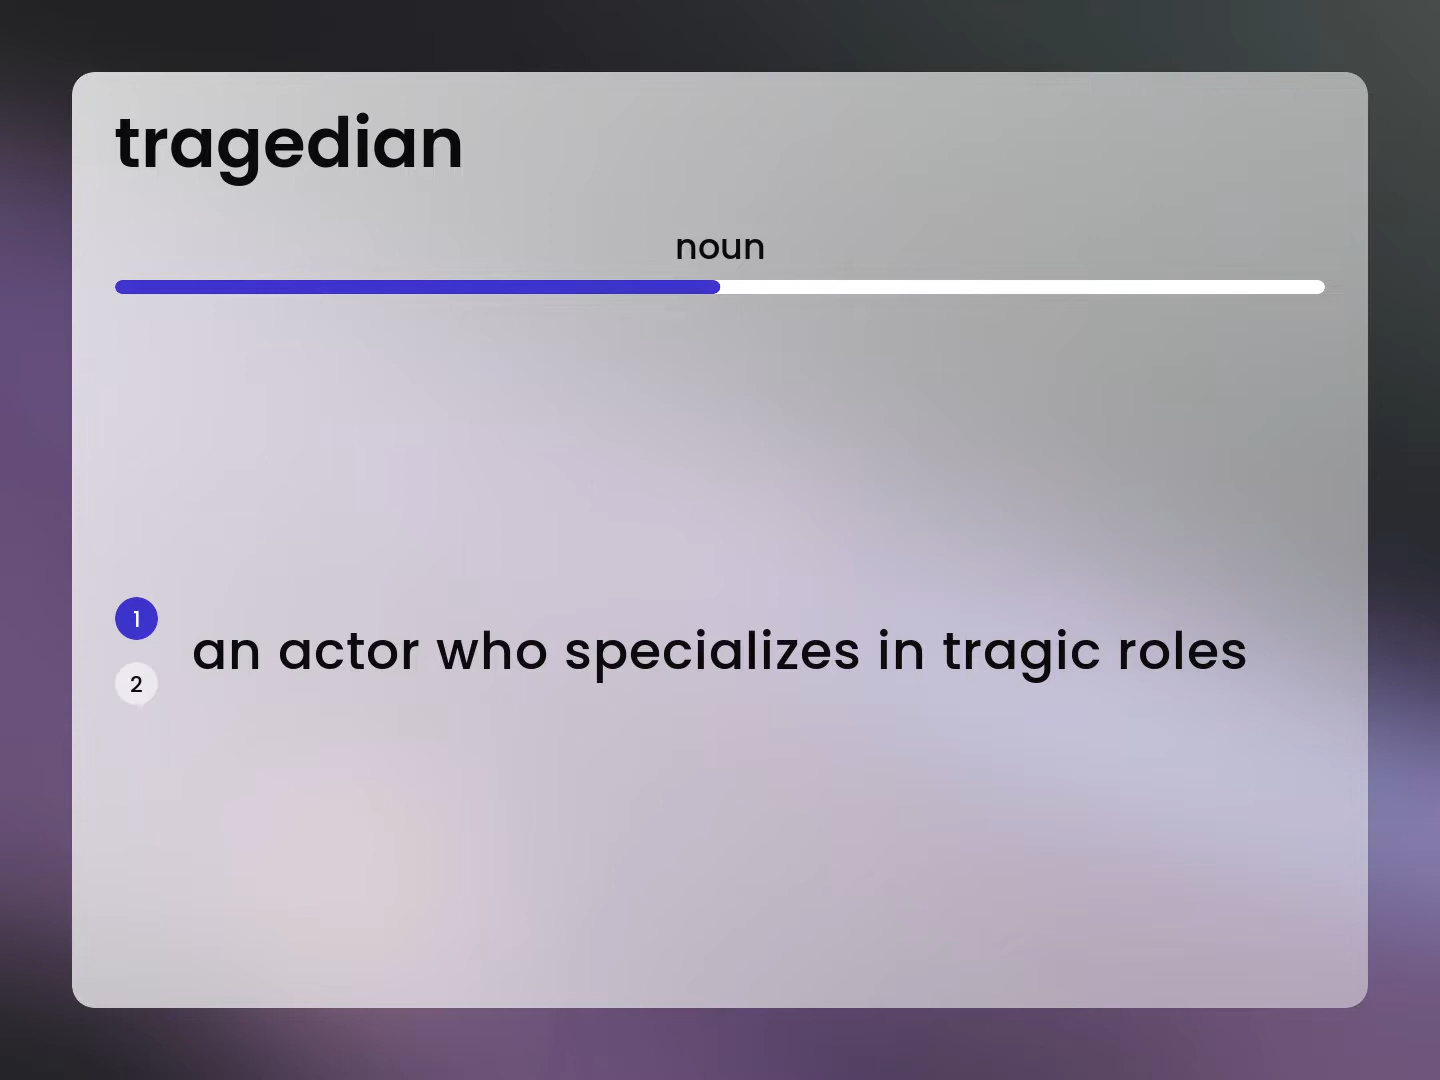 tragedian
noun
1
2
an actor who specializes in tragic roles